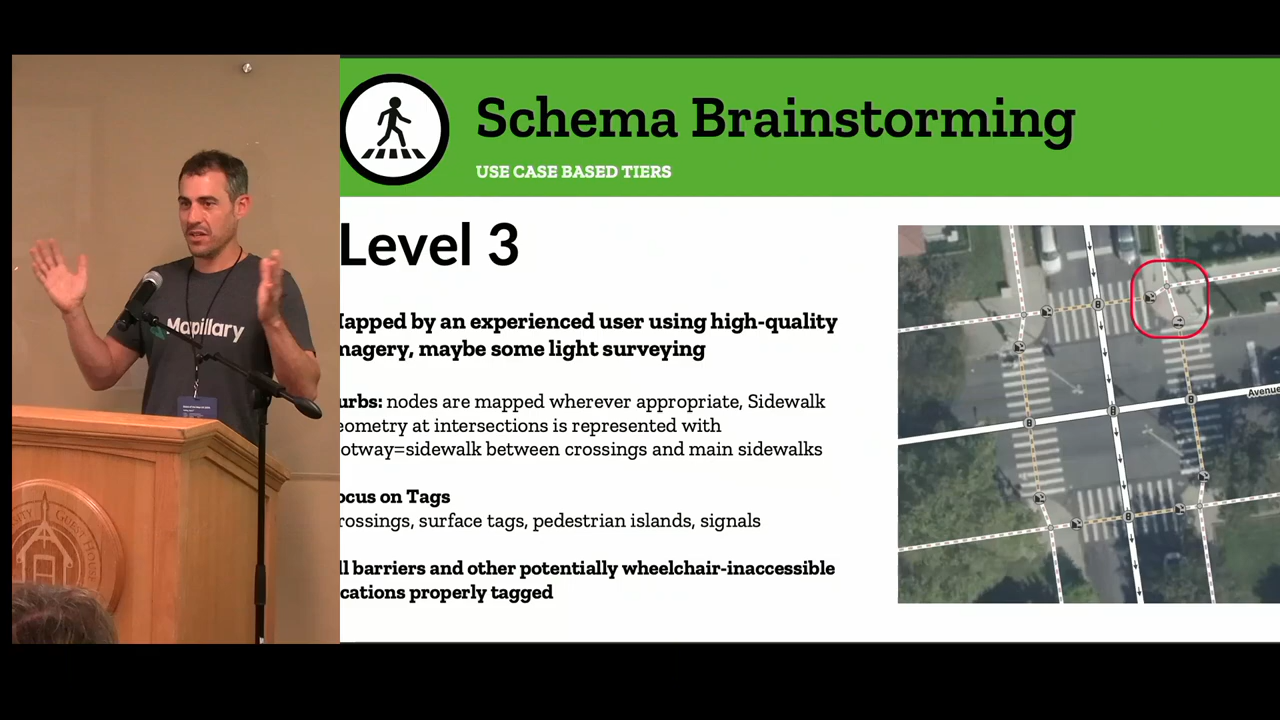 Schema Brainstorming
USE CASE BASED TIERS
Level 3
apped by an experienced user using high-quality
magery, maybe some light surveying
urbs: nodes are mapped wherever appropriate, Sidewalk
eometry at intersections is represented with
otway=sidewalk between crossings and main sidewalks
ocus on Tags
rossings, surface tags, pedestrian islands, signals
ll barriers and other potentially wheelchair-inaccessible
cations properly tagged
Avenue
Mapillary
GUEST HOUSE